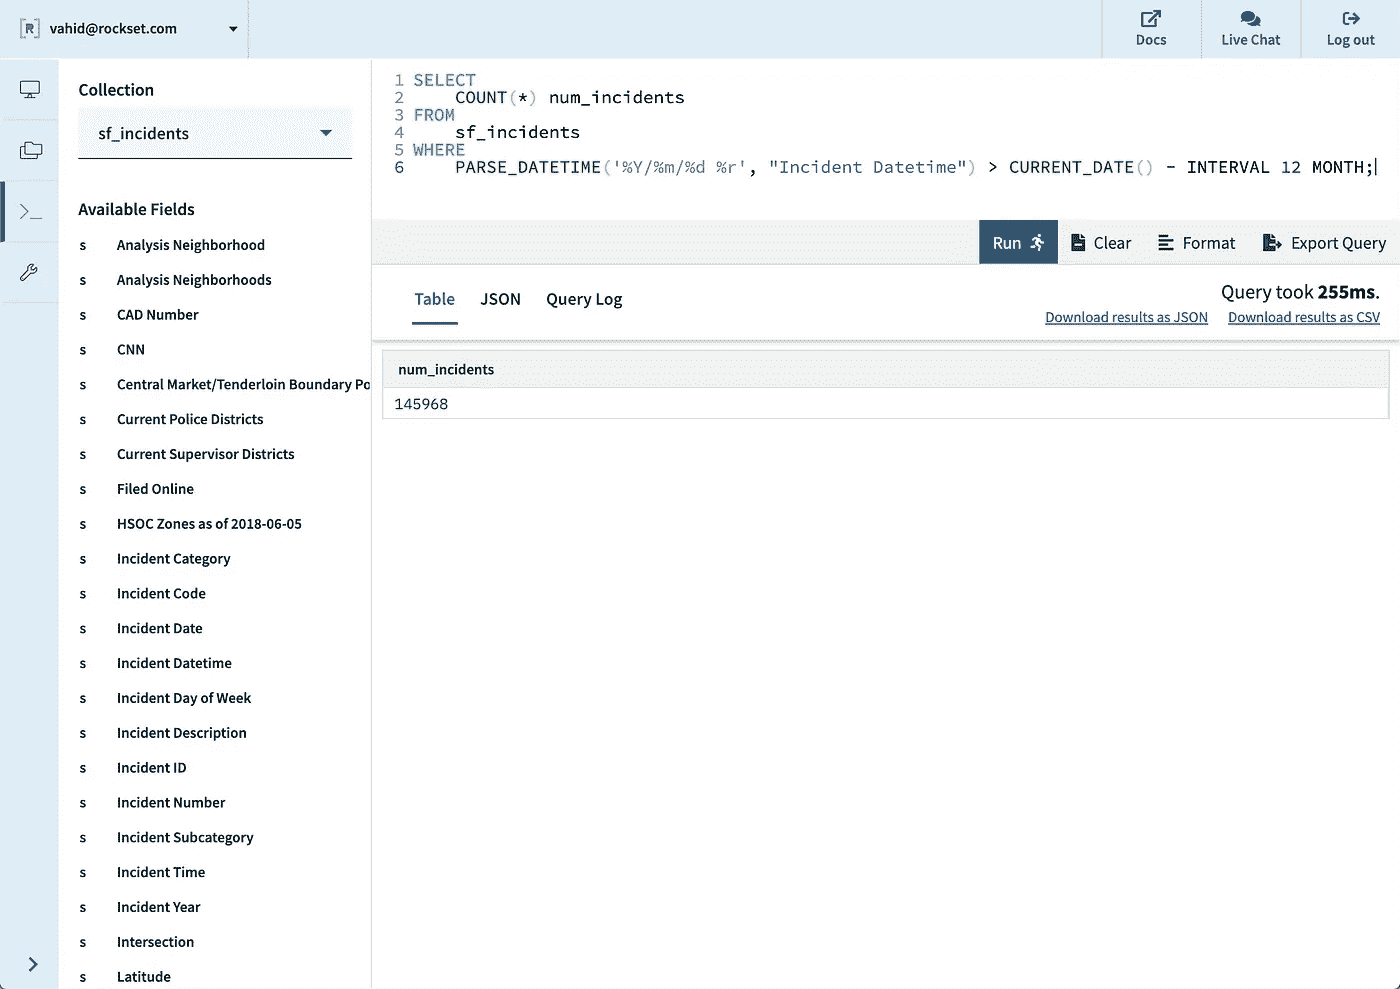 [R] vahid@rockset.com
Docs
Live Chat
Log out
Collection
sf_incidents
Available Fields
s Analysis Neighborhood
s Analysis Neighborhoods
s CAD Number
s CNN
s Central Market/Tenderloin Boundary Po
s Current Police Districts
s Current Supervisor Districts
s Filed Online
s HSOC Zones as of 2018-06-05
s Incident Category
s Incident Code
s Incident Date
s Incident Datetime
s Incident Day of Week
s Incident Description
s Incident ID
s Incident Number
s Incident Subcategory
s Incident Time
s Incident Year
s Intersection
s Latitude
1 SELECT
2 COUNT(*) num_incidents
3 FROM
4 sf_incidents
5 WHERE
6 PARSE_DATETIME('%Y/%m/%d %r', "Incident Datetime") > CURRENT_DATE() - INTERVAL 12 MONTH;
Run
Clear
Format
Export Query
Table
JSON
Query Log
Query took 255ms.
Download results as JSON
Download results as CSV
num_incidents
145968